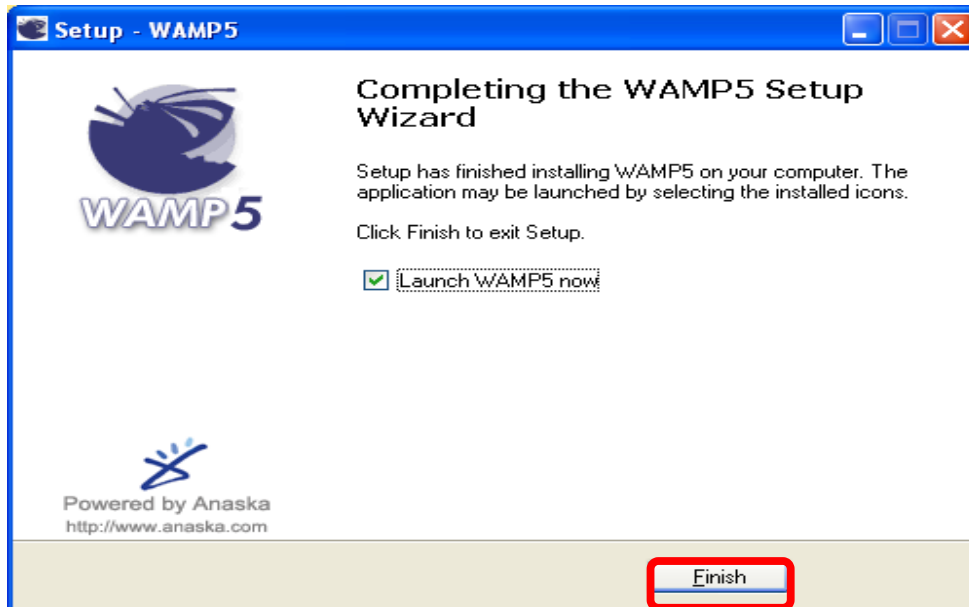 Setup - WAMP5
Completing the WAMP5 Setup
Wizard
Setup has finished installing WAMP5 on your computer. The
application may be launched by selecting the installed icons.
Click Finish to exit Setup.
Launch WAMP5 now
WAMP5
Powered by Anaska
http://www.anaska.com
Finish